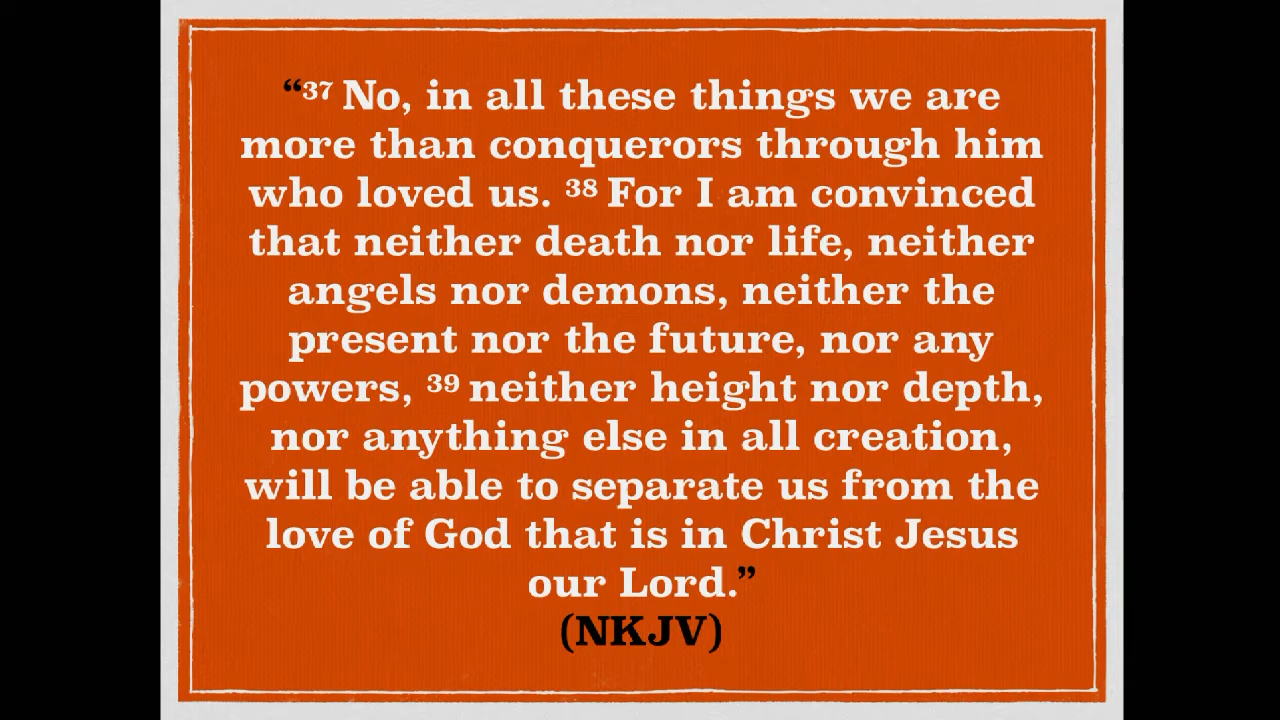 “³⁷ No, in all these things we are
more than conquerors through him
who loved us. ³⁸ For I am convinced
that neither death nor life, neither
angels nor demons, neither the
present nor the future, nor any
powers, ³⁹ neither height nor depth,
nor anything else in all creation,
will be able to separate us from the
love of God that is in Christ Jesus
our Lord.”
(NKJV)